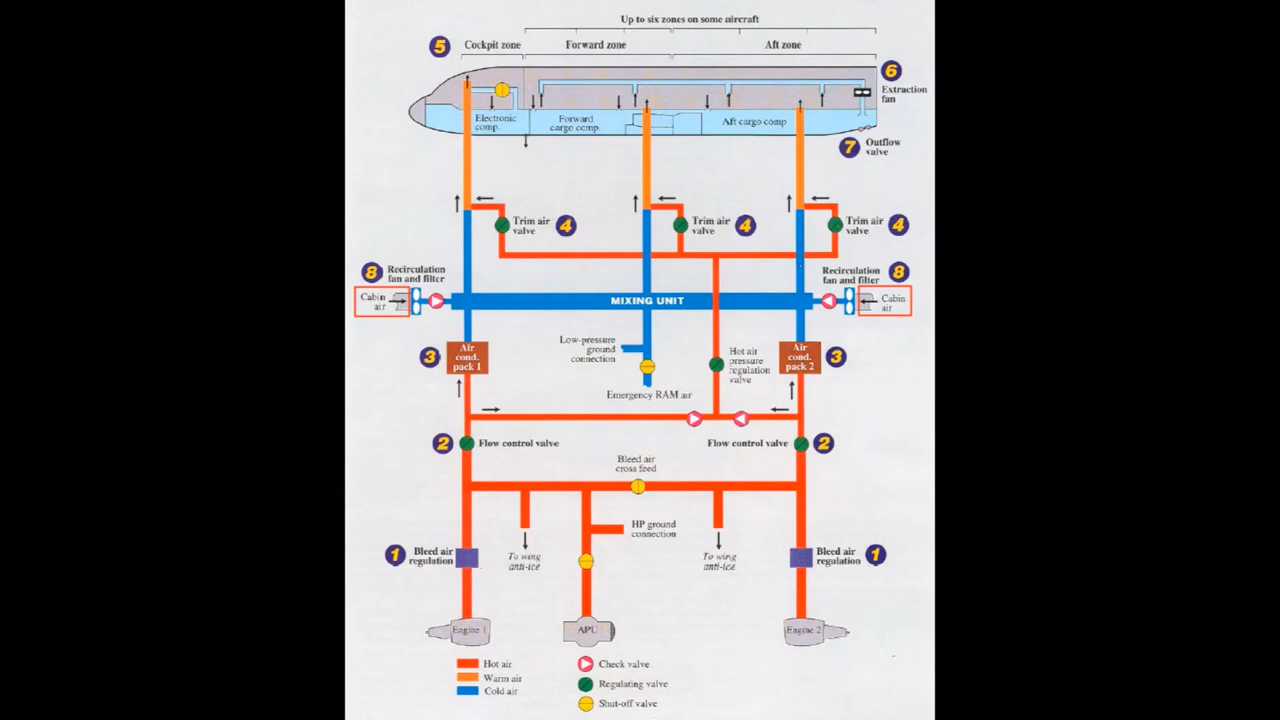 Up to six zones on some aircraft
5 Cockpit zone Forward zone Aft zone
6
Extraction
fan
Electronic
comp.
Forward
cargo comp.
Aft cargo comp
7 Outflow
valve
Trim air
valve
4
Trim air
valve
4
Trim air
valve
4
8 Recirculation
fan and filter
Cabin
air
MIXING UNIT
Recirculation
fan and filter
8
Cabin
air
3
Air
cond.
pack 1
Low-pressure
ground
connection
Emergency RAM air
Hot air
pressure
regulation
valve
Air
cond.
pack 2
3
2 Flow control valve
Flow control valve 2
Bleed air
cross feed
HP ground
connection
1 Bleed air
regulation
To wing
anti-ice
To wing
anti-ice
Bleed air
regulation
1
Engine 1
APU
Engine 2
Hot air
Warm air
Cold air
Check valve
Regulating valve
Shut-off valve